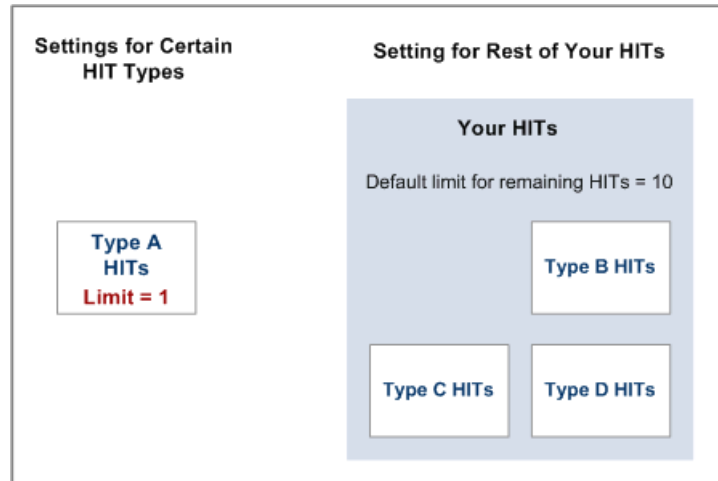 Settings for Certain
HIT Types
Setting for Rest of Your HITs
Your HITs
Default limit for remaining HITs = 10
Type A
HITs
Limit = 1
Type B HITs
Type C HITs
Type D HITs